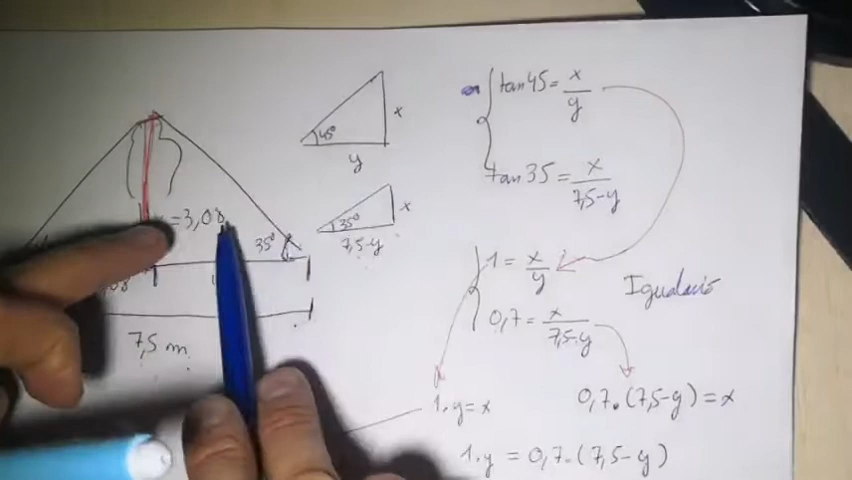 = 3,08
35°
7,5 m
45°
x
y
35°
x
7,5-y
tan 45 = x/y
tan 35 = x/7,5-y
1 = x/y
0,7 = x/7,5-y
Igualació
1.y = x
0,7.(7,5-y) = x
1.y = 0,7.(7,5-y)